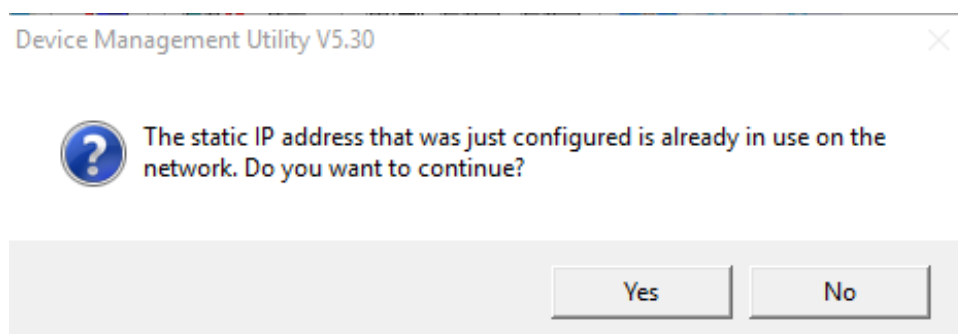 Device Management Utility V5.30
The static IP address that was just configured is already in use on the
network. Do you want to continue?
Yes
No